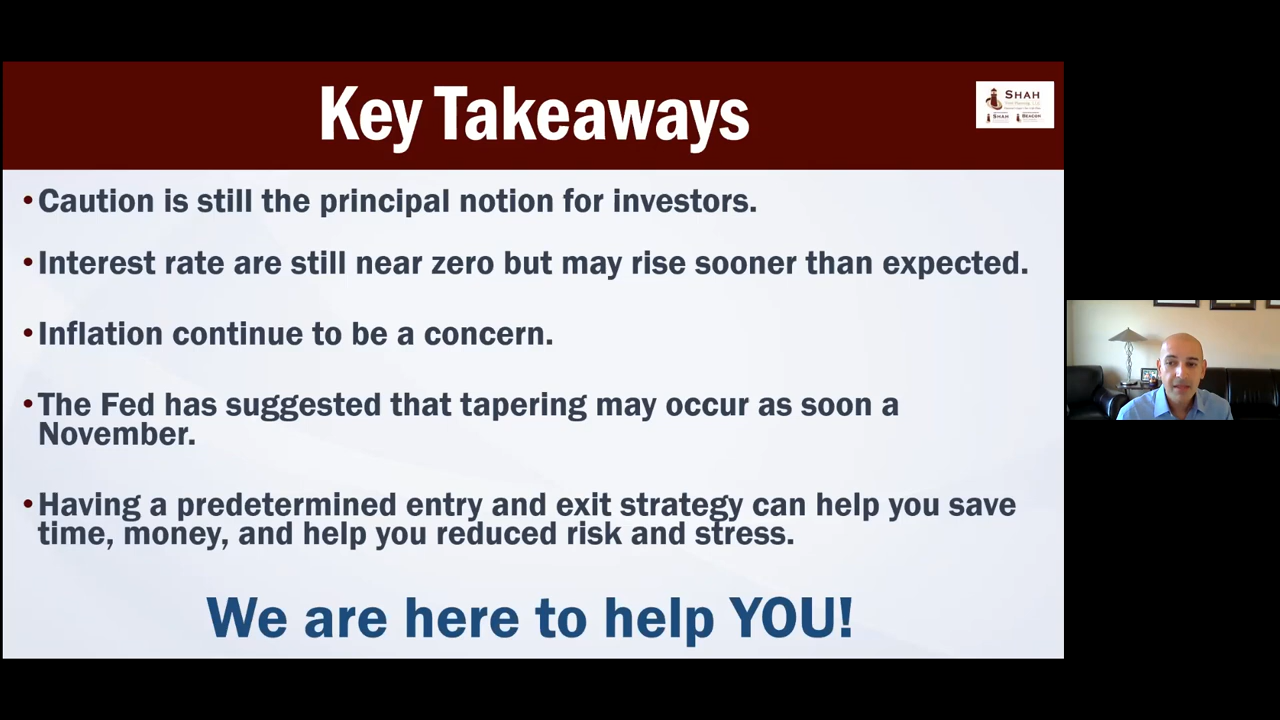 Key Takeaways
SHAH
SHAH
BEACON
•Caution is still the principal notion for investors.
•Interest rate are still near zero but may rise sooner than expected.
•Inflation continue to be a concern.
•The Fed has suggested that tapering may occur as soon a
November.
•Having a predetermined entry and exit strategy can help you save
time, money, and help you reduced risk and stress.
We are here to help YOU!